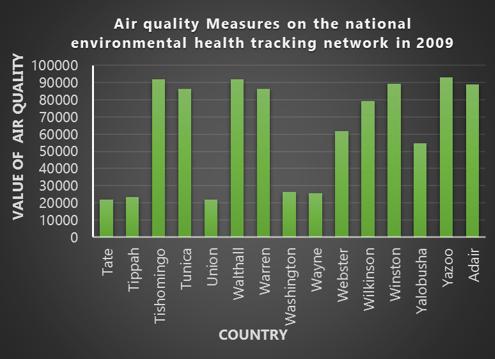 Air quality Measures on the national
environmental health tracking network in 2009
VALUE OF AIR QUALITY
100000
90000
80000
70000
60000
50000
40000
30000
20000
10000
0
Tate
Tippah
Tishomingo
Tunica
Union
Walthall
Warren
Washington
Wayne
Webster
Wilkinson
Winston
Yalobusha
Yazoo
Adair
COUNTRY